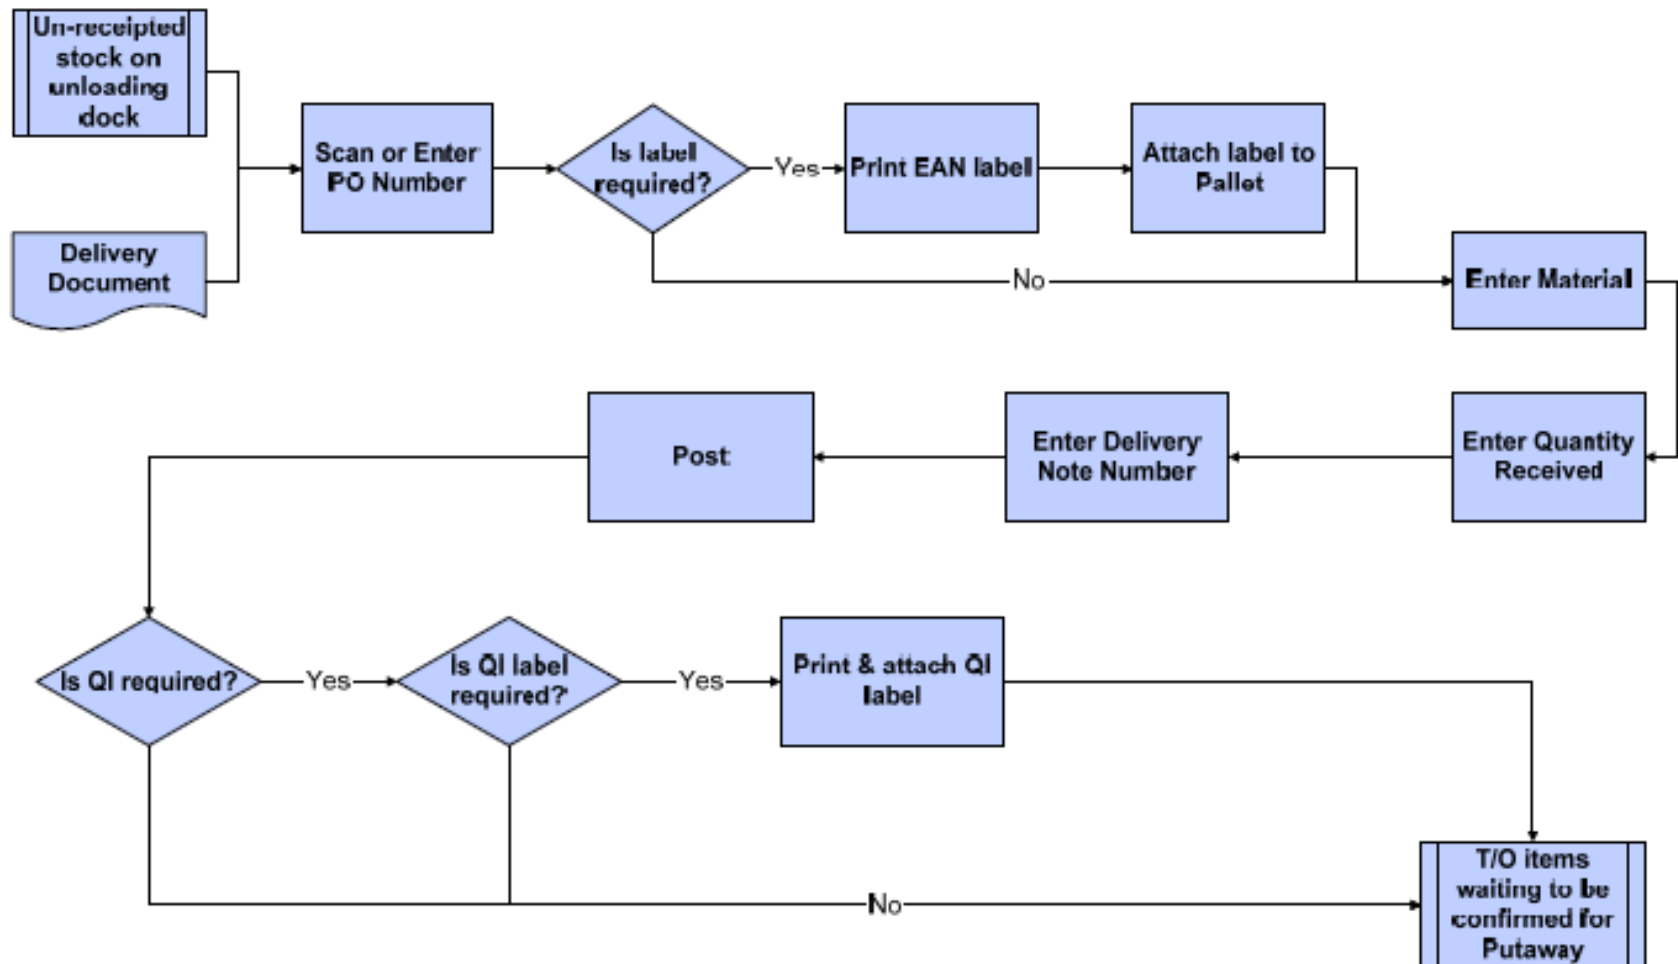 Un-receipted
stock on
unloading
dock
Delivery
Document
Scan or Enter
PO Number
Is label
required?
Yes
Print EAN label
Attach label to
Pallet
No
Enter Material
Enter Quantity
Received
Enter Delivery
Note Number
Post
Is QI required?
Yes
Is QI label
required?
Yes
Print & attach QI
label
No
T/O items
waiting to be
confirmed for
Putaway